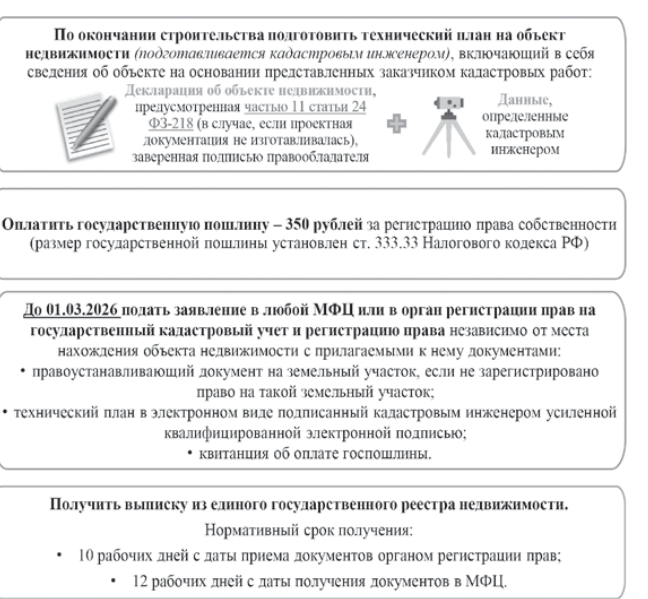 По окончании строительства подготовить технический план на объект
недвижимости (подготавливается кадастровым инженером), включающий в себя
сведения об объекте на основании представленных заказчиком кадастровых работ:
Декларация об объекте недвижимости,
предусмотренная частью 11 статьи 24
ФЗ-218 (в случае, если проектная
документация не изготавливалась),
заверенная подписью правообладателя
Данные,
определенные
кадастровым
инженером
Оплатить государственную пошлину – 350 рублей за регистрацию права собственности
(размер государственной пошлины установлен ст. 333.33 Налогового кодекса РФ)
До 01.03.2026 подать заявление в любой МФЦ или в орган регистрации прав на
государственный кадастровый учет и регистрацию права независимо от места
нахождения объекта недвижимости с прилагаемыми к нему документами:
• правоустанавливающий документ на земельный участок, если не зарегистрировано
право на такой земельный участок;
• технический план в электронном виде подписанный кадастровым инженером усиленной
квалифицированной электронной подписью;
• квитанция об оплате госпошлины.
Получить выписку из единого государственного реестра недвижимости.
Нормативный срок получения:
• 10 рабочих дней с даты приема документов органом регистрации прав;
• 12 рабочих дней с даты получения документов в МФЦ.